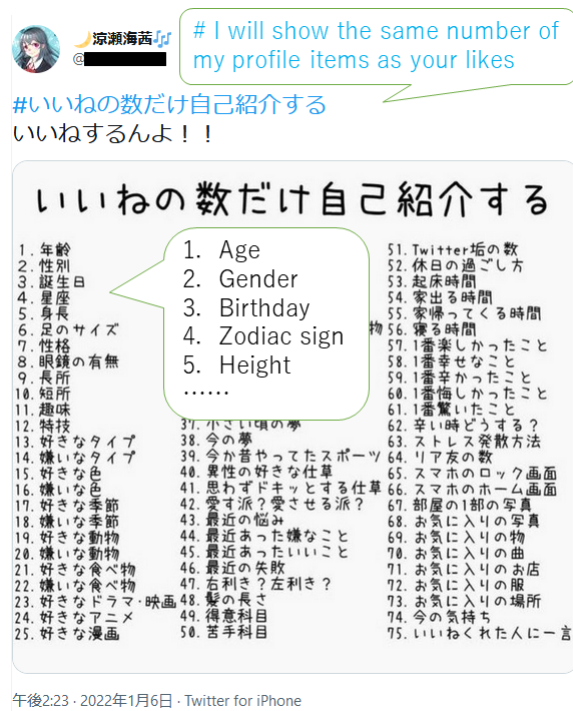 🌙涼瀬海茜🎶
@
# I will show the same number of
my profile items as your likes
#いいねの数だけ自己紹介する
いいねするんよ！！
いいねの数だけ自己紹介する
1. 年齢
2. 性別
3. 誕生日
4. 星座
5. 身長
6. 足のサイズ
7. 性格
8. 眼鏡の有無
9. 長所
10. 短所
11. 趣味
12. 特技
13. 好きなタイプ
14. 嫌いなタイプ
15. 好きな色
16. 嫌いな色
17. 好きな季節
18. 嫌いな季節
19. 好きな動物
20. 嫌いな動物
21. 好きな食べ物
22. 嫌いな食べ物
23. 好きなドラマ・映画
24. 好きなアニメ
25. 好きな漫画
1. Age
2. Gender
3. Birthday
4. Zodiac sign
5. Height
……
物
37. 小さい頃の夢
38. 今の夢
39. 今か昔やってたスポーツ
40. 異性の好きな仕草
41. 思わずドキッとする仕草
42. 愛す派？愛させる派？
43. 最近の悩み
44. 最近あった嫌なこと
45. 最近あったいいこと
46. 最近の失敗
47. 右利き？左利き？
48. 髪の長さ
49. 得意科目
50. 苦手科目
51. Twitter垢の数
52. 休日の過ごし方
53. 起床時間
54. 家出る時間
55. 家帰ってくる時間
56. 寝る時間
57. 1番楽しかったこと
58. 1番幸せなこと
59. 1番辛かったこと
60. 1番悔しかったこと
61. 1番驚いたこと
62. 辛い時どうする？
63. ストレス発散方法
64. リア友の数
65. スマホのロック画面
66. スマホのホーム画面
67. 部屋の1部の写真
68. お気に入りの写真
69. お気に入りの物
70. お気に入りの曲
71. お気に入りのお店
72. お気に入りの服
73. お気に入りの場所
74. 今の気持ち
75. いいねくれた人に一言
午後2:23 · 2022年1月6日 · Twitter for iPhone